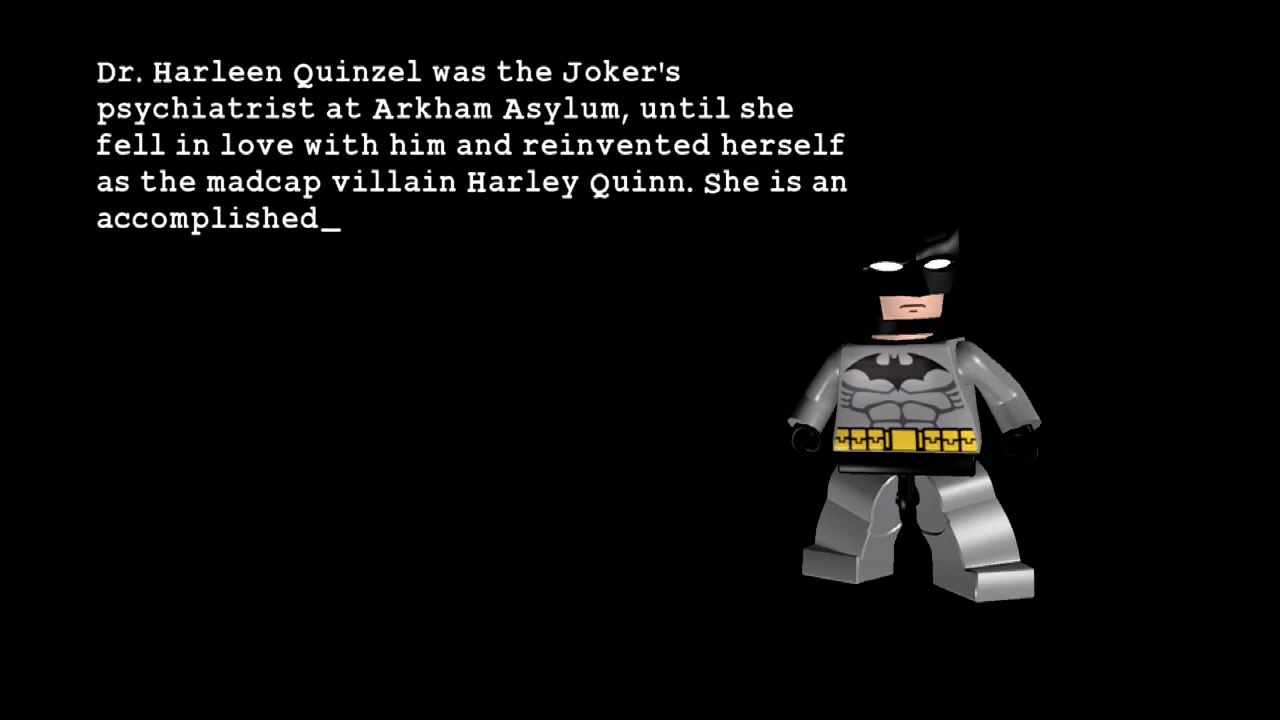 Dr. Harleen Quinzel was the Joker's
psychiatrist at Arkham Asylum, until she
fell in love with him and reinvented herself
as the madcap villain Harley Quinn. She is an
accomplished_